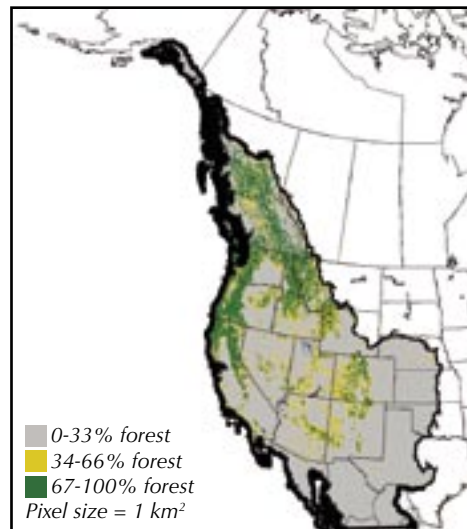 0-33% forest
34-66% forest
67-100% forest
Pixel size = 1 km²